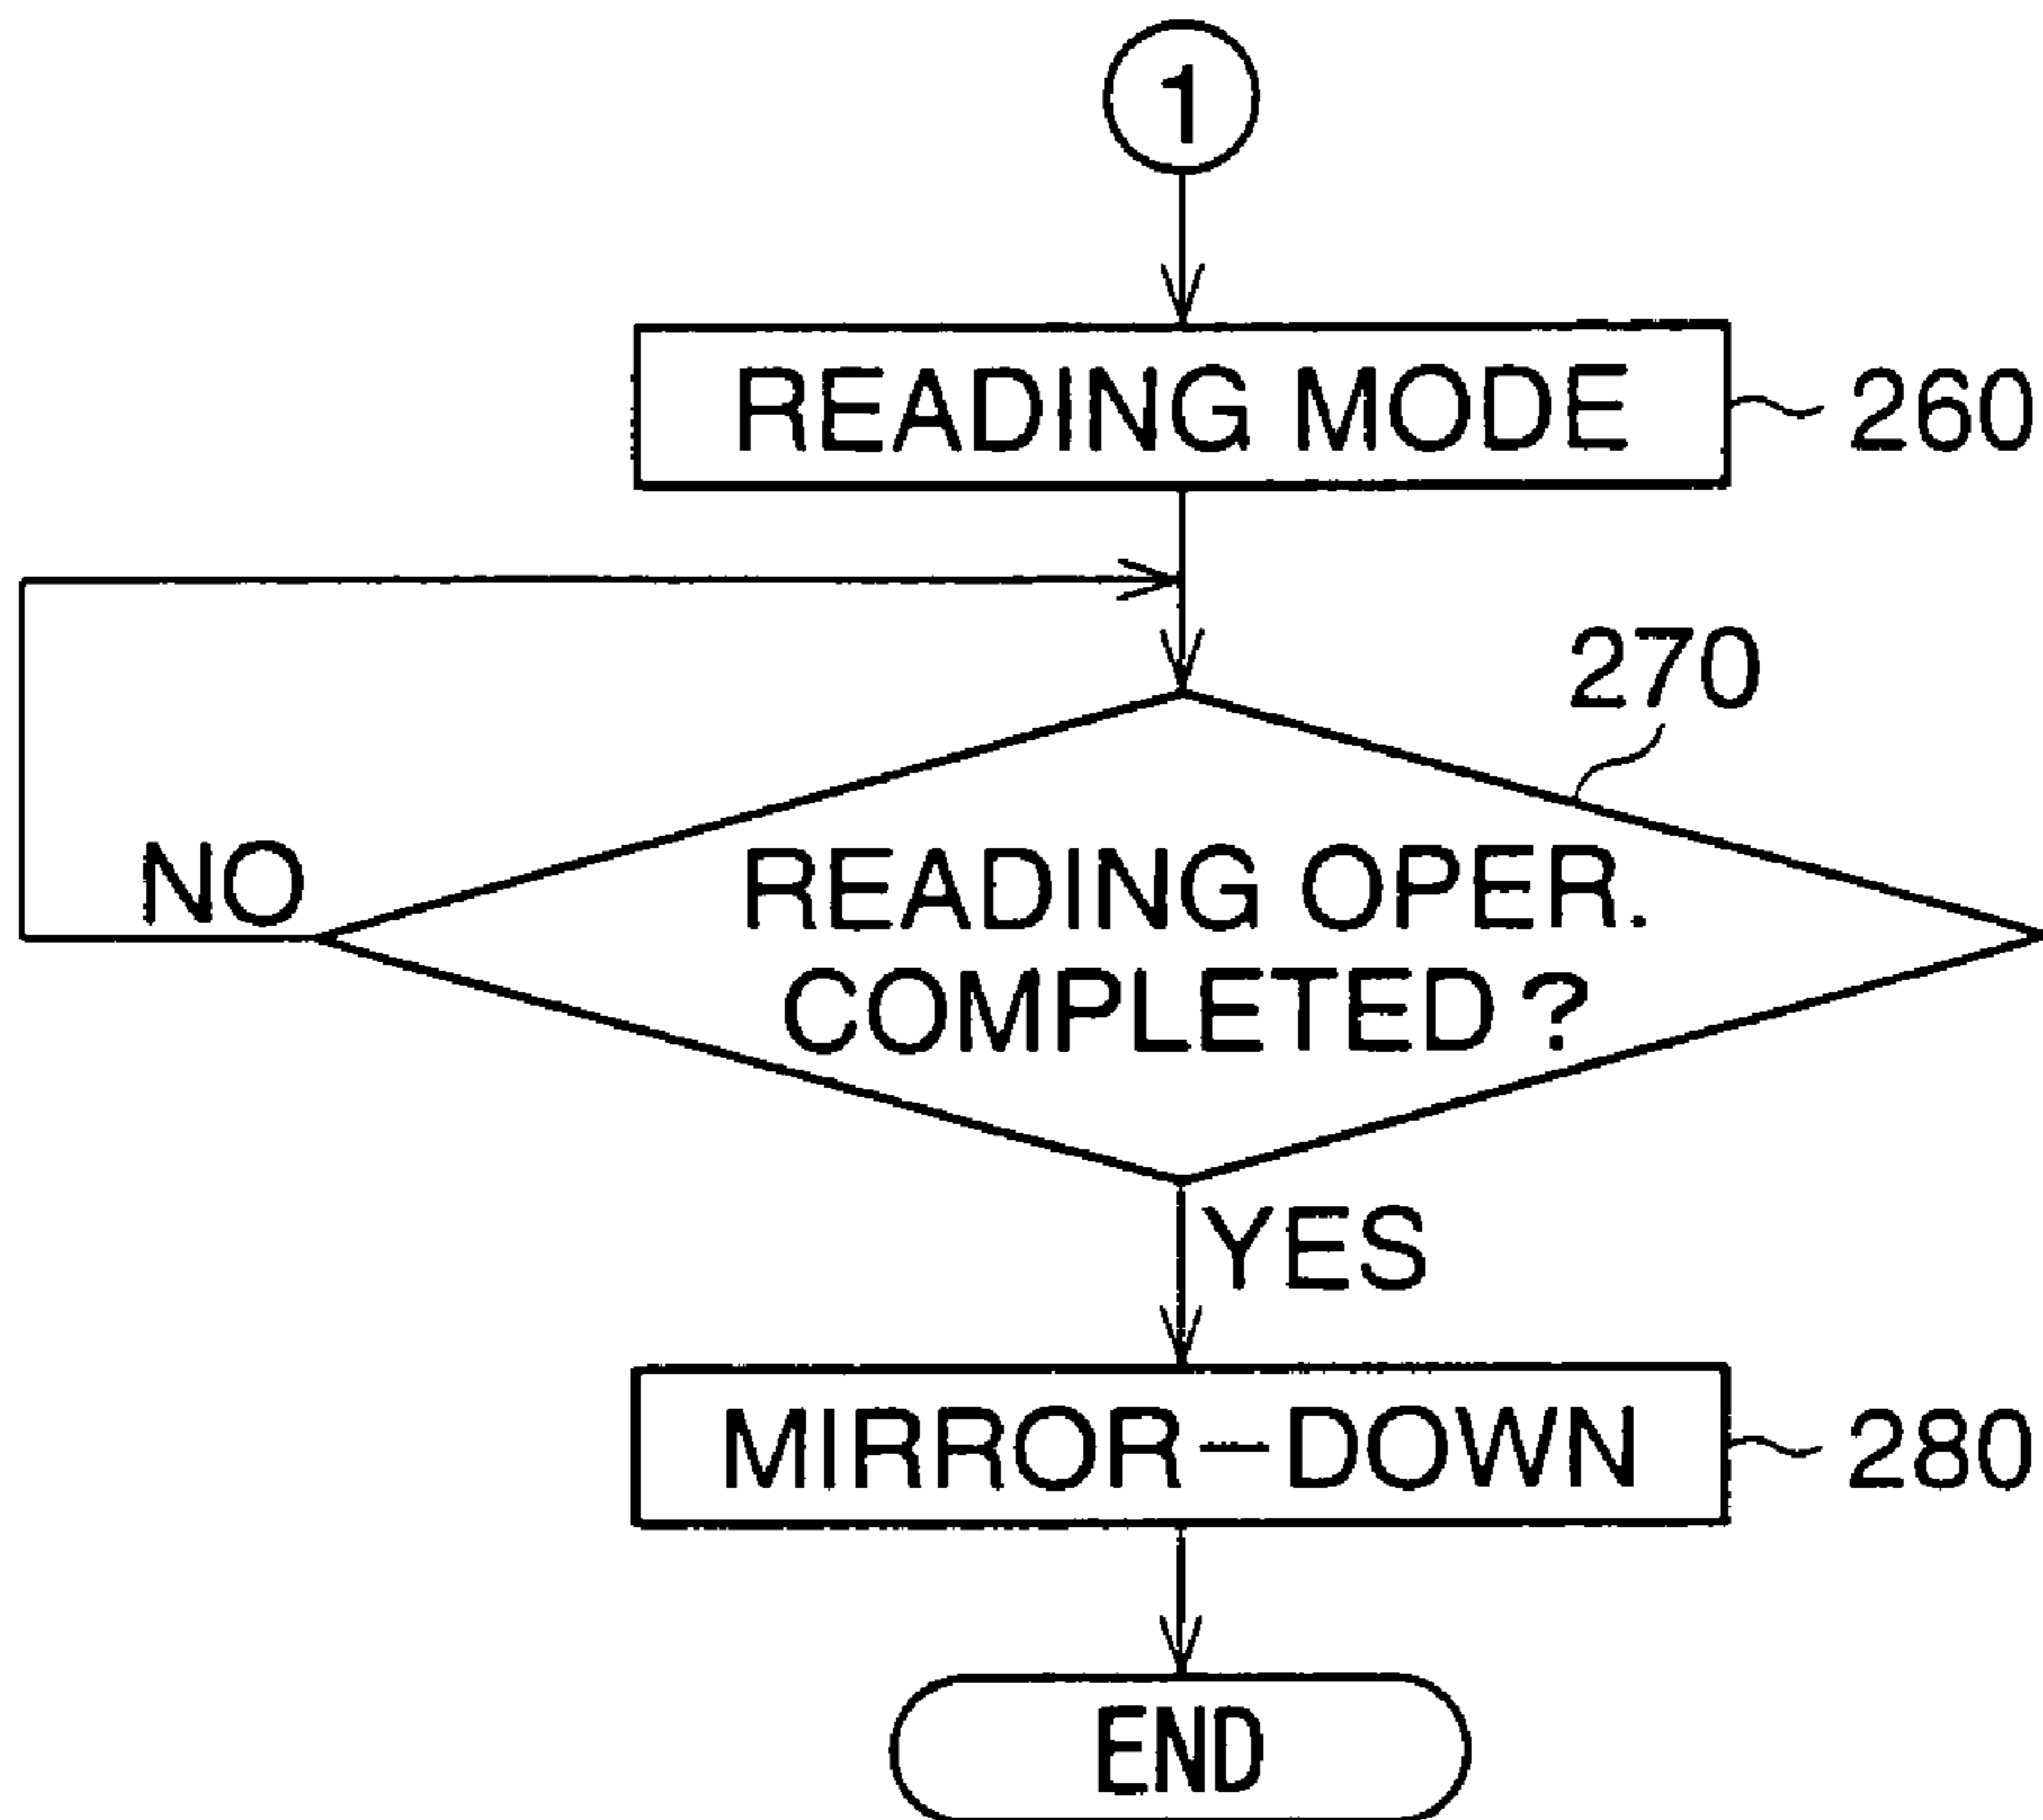 1
READING MODE
260
270
NO
READING OPER.
COMPLETED ?
YES
MIRROR-DOWN
280
END